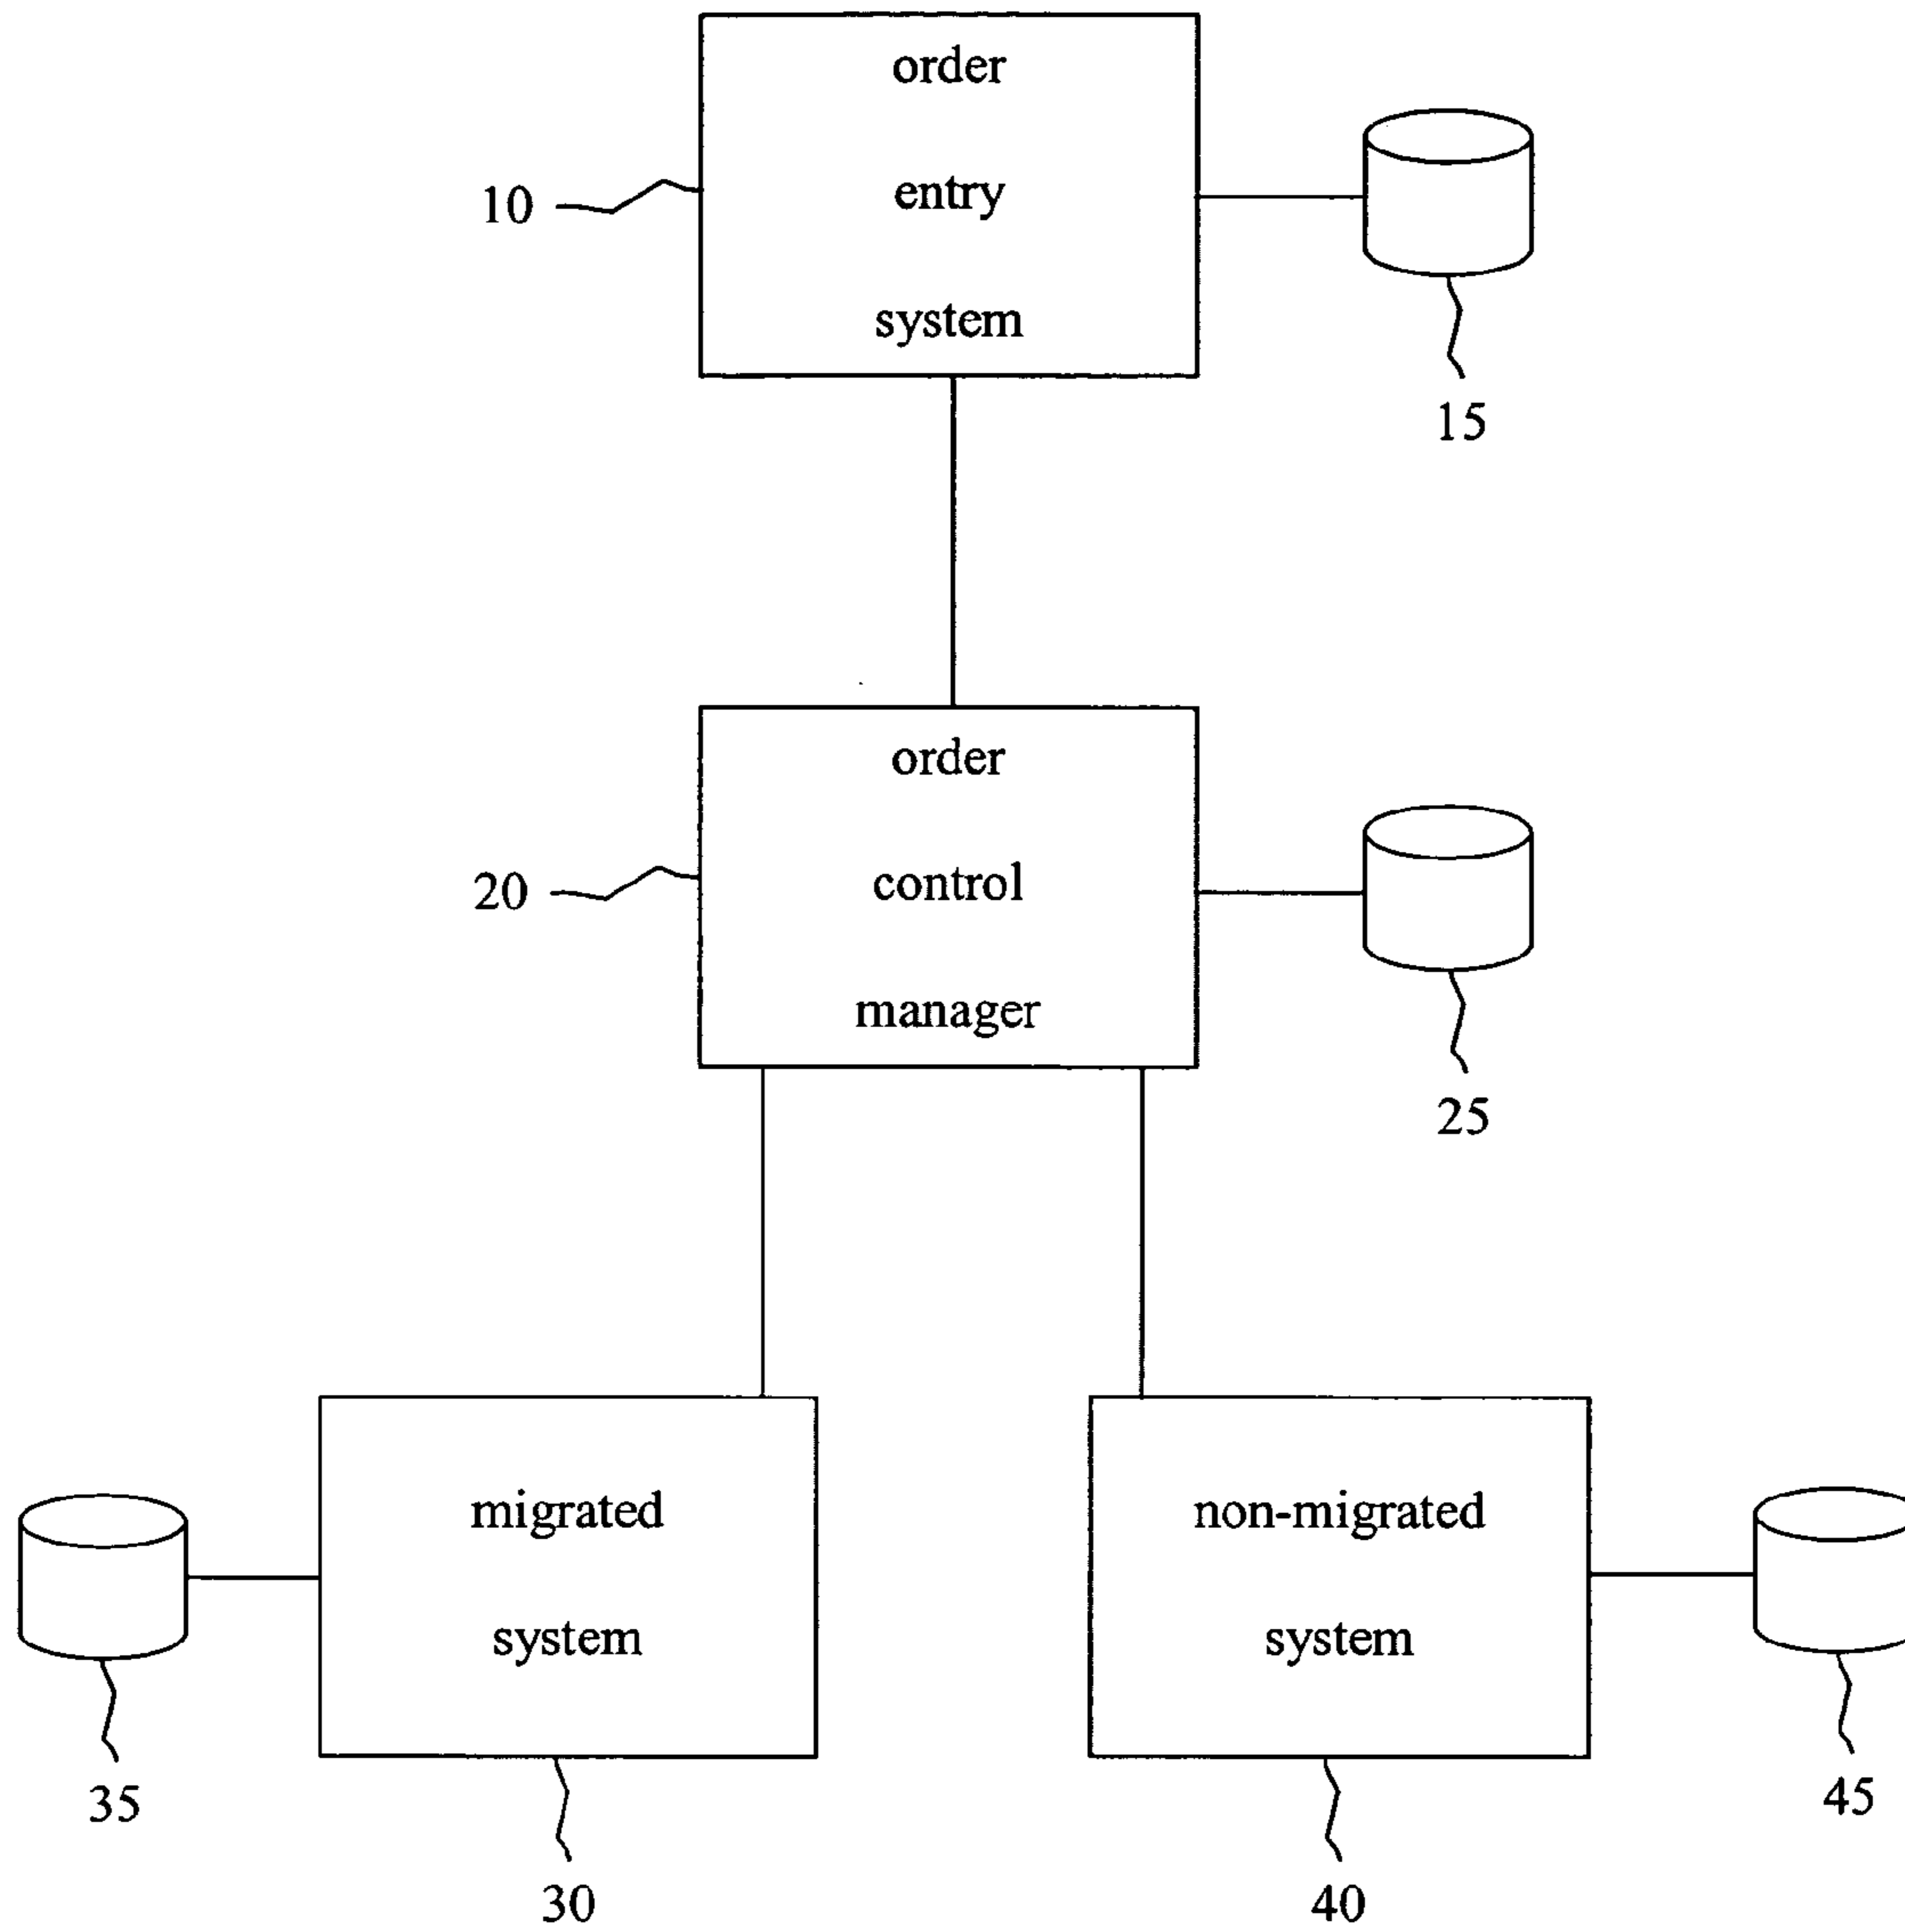 order
entry
system
10
15
order
control
manager
20
25
migrated
system
non-migrated
system
35
45
30
40